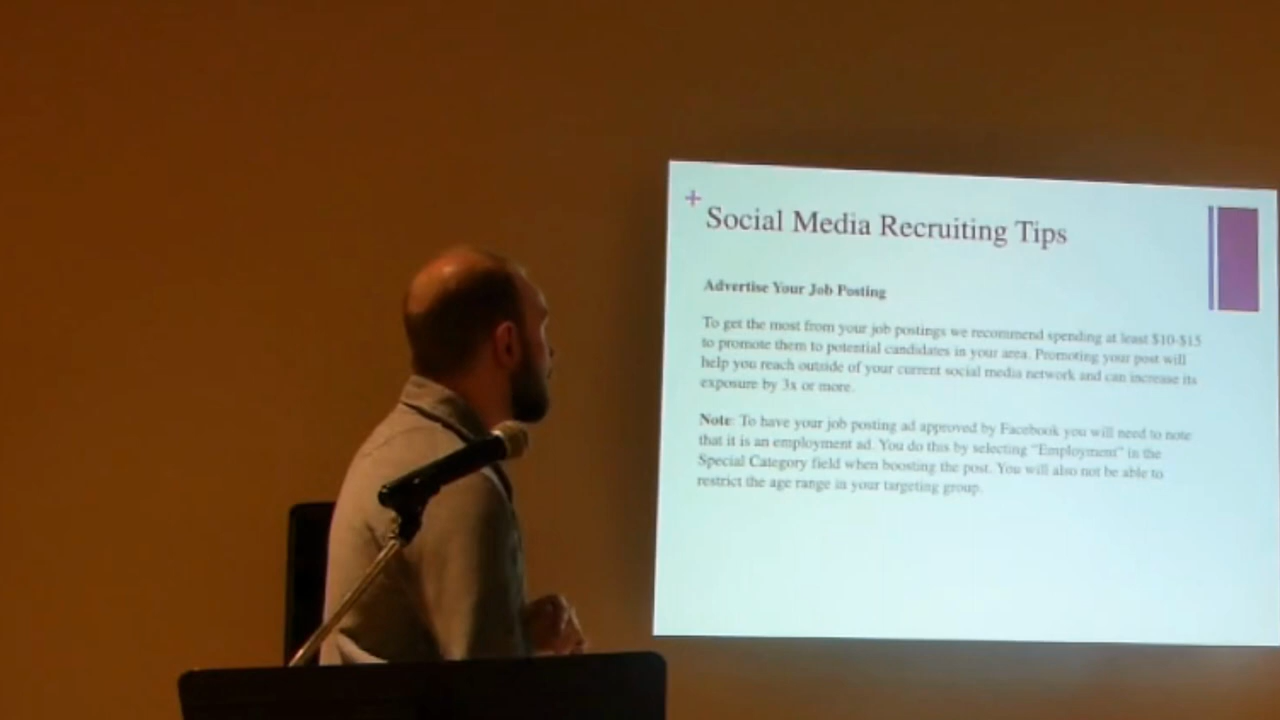 +
Social Media Recruiting Tips
Advertise Your Job Posting
To get the most from your job postings we recommend spending at least $10-$15
to promote them to potential candidates in your area. Promoting your post will
help you reach outside of your current social media network and can increase its
exposure by 3x or more.
Note: To have your job posting ad approved by Facebook you will need to note
that it is an employment ad. You do this by selecting “Employment” in the
Special Category field when boosting the post. You will also not be able to
restrict the age range in your targeting group.